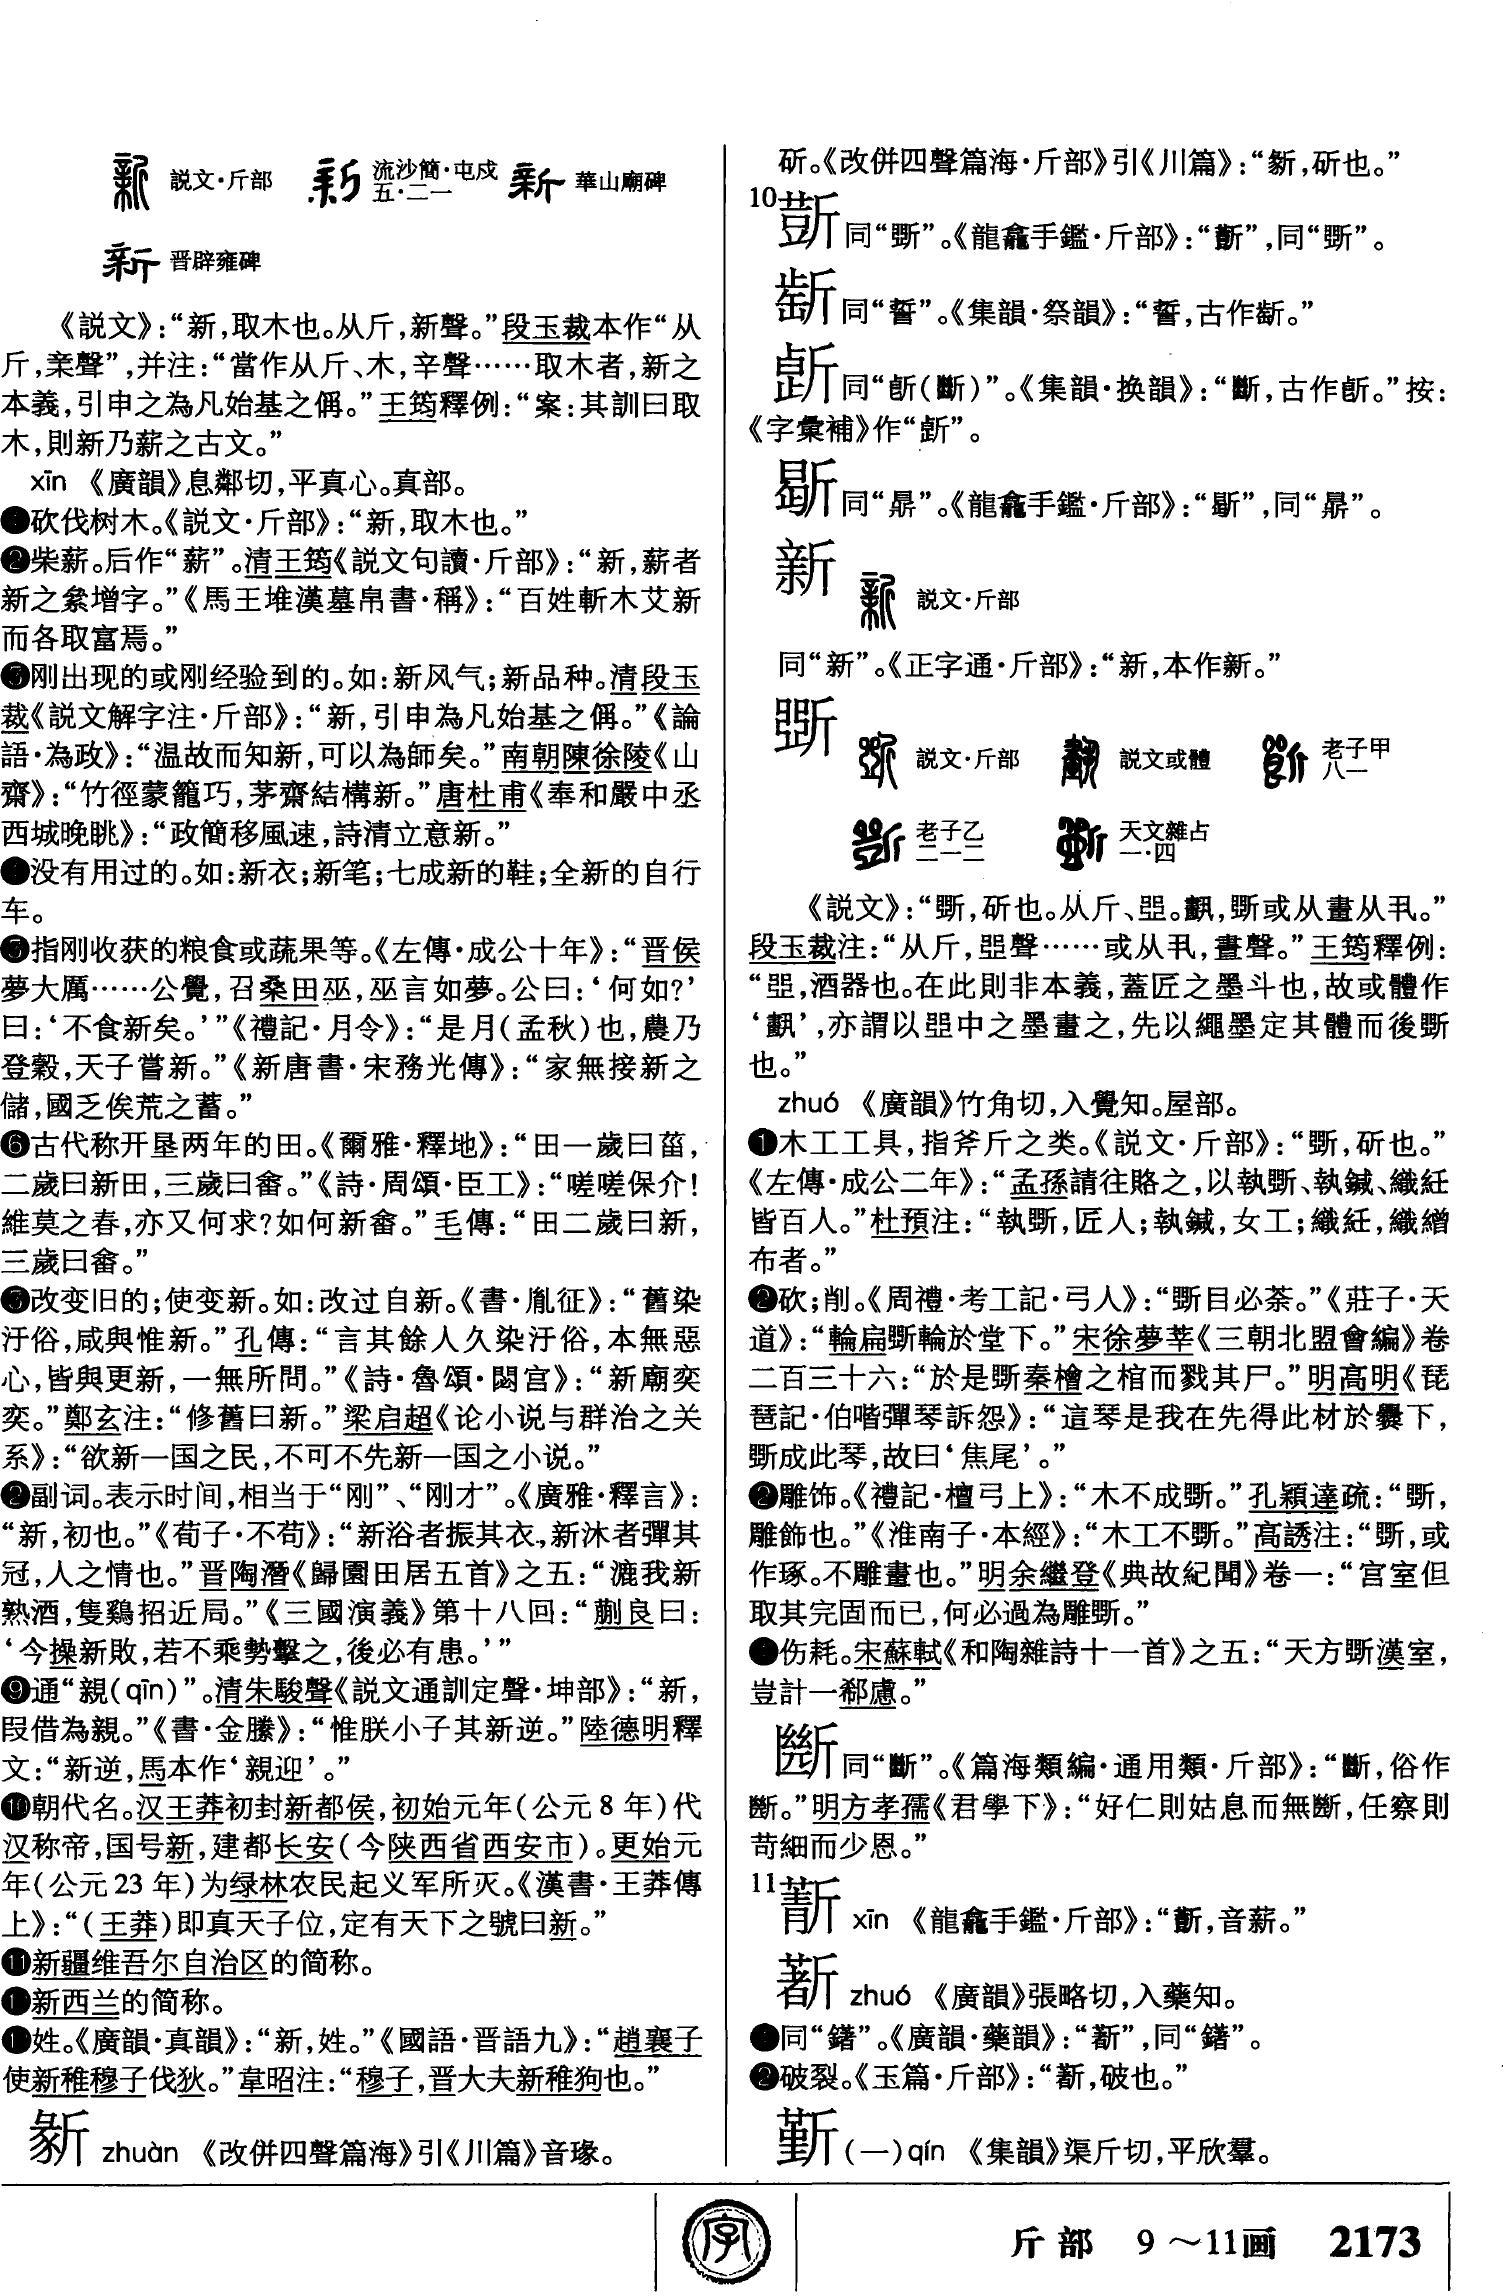 説文·斤部 流沙簡·屯戍 五·二一 華山廟碑
晋辟雍碑
《説文》：“新，取木也。从斤，新聲。”段玉裁本作“从
斤，亲聲”，并注：“當作从斤、木，辛聲……取木者，新之
本義，引申之為凡始基之偁。”王筠釋例：“案：其訓曰取
木，則新乃薪之古文。”
xīn 《廣韻》息鄰切，平真心。真部。
砍伐树木。《説文·斤部》：“新，取木也。”
❷柴薪。后作“薪”。清王筠《説文句讀·斤部》：“新，薪者
新之絫增字。”《馬王堆漢墓帛書·稱》：“百姓斬木艾新
而各取富焉。”
刚出现的或刚经验到的。如：新风气；新品种。清段玉
裁《説文解字注·斤部》：“新，引申為凡始基之偁。”《論
語·為政》：“温故而知新，可以為師矣。”南朝陳徐陵《山
齋》：“竹徑蒙籠巧，茅齋結構新。”唐杜甫《奉和嚴中丞
西城晚眺》：“政簡移風速，詩清立意新。”
没有用过的。如：新衣；新笔；七成新的鞋；全新的自行
车。
指刚收获的粮食或蔬果等。《左傳·成公十年》：“晋侯
夢大厲……公覺，召桑田巫，巫言如夢。公曰：‘何如？’
曰：‘不食新矣。’”《禮記·月令》：“是月（孟秋）也，農乃
登穀，天子嘗新。”《新唐書·宋務光傳》：“家無接新之
儲，國乏俟荒之蓄。”
❻古代称开垦两年的田。《爾雅·釋地》：“田一歲曰菑，
二歲曰新田，三歲曰畬。”《詩·周頌·臣工》：“嗟嗟保介！
維莫之春，亦又何求？如何新畬。”毛傳：“田二歲曰新，
三歲曰畬。”
改变旧的；使变新。如：改过自新。《書·胤征》：“舊染
汙俗，咸與惟新。”孔傳：“言其餘人久染汙俗，本無惡
心，皆與更新，一無所問。”《詩·魯頌·閟宫》：“新廟奕
奕。”鄭玄注：“修舊曰新。”梁启超《论小说与群治之关
系》：“欲新一国之民，不可不先新一国之小说。”
副词。表示时间，相当于“刚”、“刚才”。《廣雅·釋言》：
“新，初也。”《荀子·不苟》：“新浴者振其衣，新沐者彈其
冠，人之情也。”晋陶潛《歸園田居五首》之五：“漉我新
熟酒，隻鷄招近局。”《三國演義》第十八回：“蒯良曰：
‘今操新敗，若不乘勢擊之，後必有患。’”
❾通“親（qīn）”。清朱駿聲《説文通訓定聲·坤部》：“新，
叚借為親。”《書·金縢》：“惟朕小子其新逆。”陸德明釋
文：“新逆，馬本作‘親迎’。”
❿朝代名。汉王莽初封新都侯，初始元年（公元8年）代
汉称帝，国号新，建都长安（今陕西省西安市）。更始元
年（公元23年）为绿林农民起义军所灭。《漢書·王莽傳
上》：“（王莽）即真天子位，定有天下之號曰新。”
⓫新疆维吾尔自治区的简称。
新西兰的简称。
姓。《廣韻·真韻》：“新，姓。”《國語·晋語九》：“趙襄子
使新稚穆子伐狄。”韋昭注：“穆子，晋大夫新稚狗也。”
zhuàn 《改併四聲篇海》引《川篇》音瑑。
斫。《改併四聲篇海·斤部》引《川篇》：“，斫也。”
10
同“斲”。《龍龕手鑑·斤部》：“，同“斲”。
同“誓”。《集韻·祭韻》：“誓，古作。”
同“（斷）”。《集韻·换韻》：“斷，古作。”按：
《字彙補》作“”。
同“”。《龍龕手鑑·斤部》：“”，同“”。
新 説文·斤部
同“新”。《正字通·斤部》：“新，本作新。”
斲 説文·斤部 説文或體 老子甲 八一
老子乙 二一二 天文雜占 一·四
《説文》：“斲，斫也。从斤、㔁。，斲或从畫从丮。”
段玉裁注：“从斤，㔁聲……或从丮，畫聲。”王筠釋例：
“㔁，酒器也。在此則非本義，蓋匠之墨斗也，故或體作
‘’，亦謂以㔁中之墨畫之，先以繩墨定其體而後斲
也。”
zhuó 《廣韻》竹角切，入覺知。屋部。
❶木工工具，指斧斤之类。《説文·斤部》：“斲，斫也。”
《左傳·成公二年》：“孟孫請往賂之，以執斲、執鍼、織紝
皆百人。”杜預注：“執斲，匠人；執鍼，女工；織紝，織繒
布者。”
❷砍；削。《周禮·考工記·弓人》：“斲目必荼。”《莊子·天
道》：“輪扁斲輪於堂下。”宋徐夢莘《三朝北盟會編》卷
二百三十六：“於是斲秦檜之棺而戮其尸。”明高明《琵
琶記·伯喈彈琴訴怨》：“這琴是我在先得此材於爨下，
斲成此琴，故曰‘焦尾’。”
❷雕饰。《禮記·檀弓上》：“木不成斲。”孔穎達疏：“斲，
雕飾也。”《淮南子·本經》：“木工不斲。”高誘注：“斲，或
作琢。不雕畫也。”明余繼登《典故紀聞》卷一：“宫室但
取其完固而已，何必過為雕斲。”
伤耗。宋蘇軾《和陶雜詩十一首》之五：“天方斲漢室，
豈計一郗慮。”
同“斷”。《篇海類編·通用類·斤部》：“斷，俗作
。”明方孝孺《君學下》：“好仁則姑息而無斷，任察則
苛細而少恩。”
11
xīn 《龍龕手鑑·斤部》：“，音薪。”
zhuó 《廣韻》張略切，入藥知。
同“鐯”。《廣韻·藥韻》：“”，同“鐯”。
❷破裂。《玉篇·斤部》：“，破也。”
（一）qín 《集韻》渠斤切，平欣羣。
字
斤部 9～11画 2173